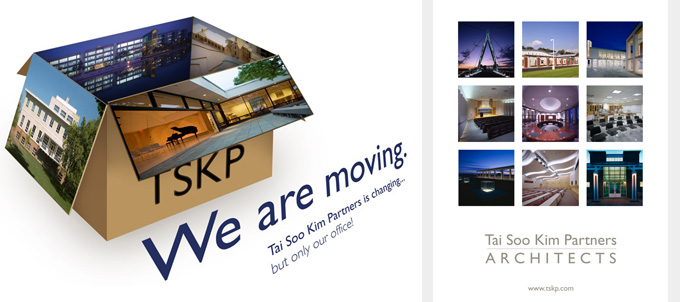 TSKP
We are moving.
Tai Soo Kim Partners is changing...
but only our office!
Tai Soo Kim Partners
ARCHITECTS
www.tskp.com